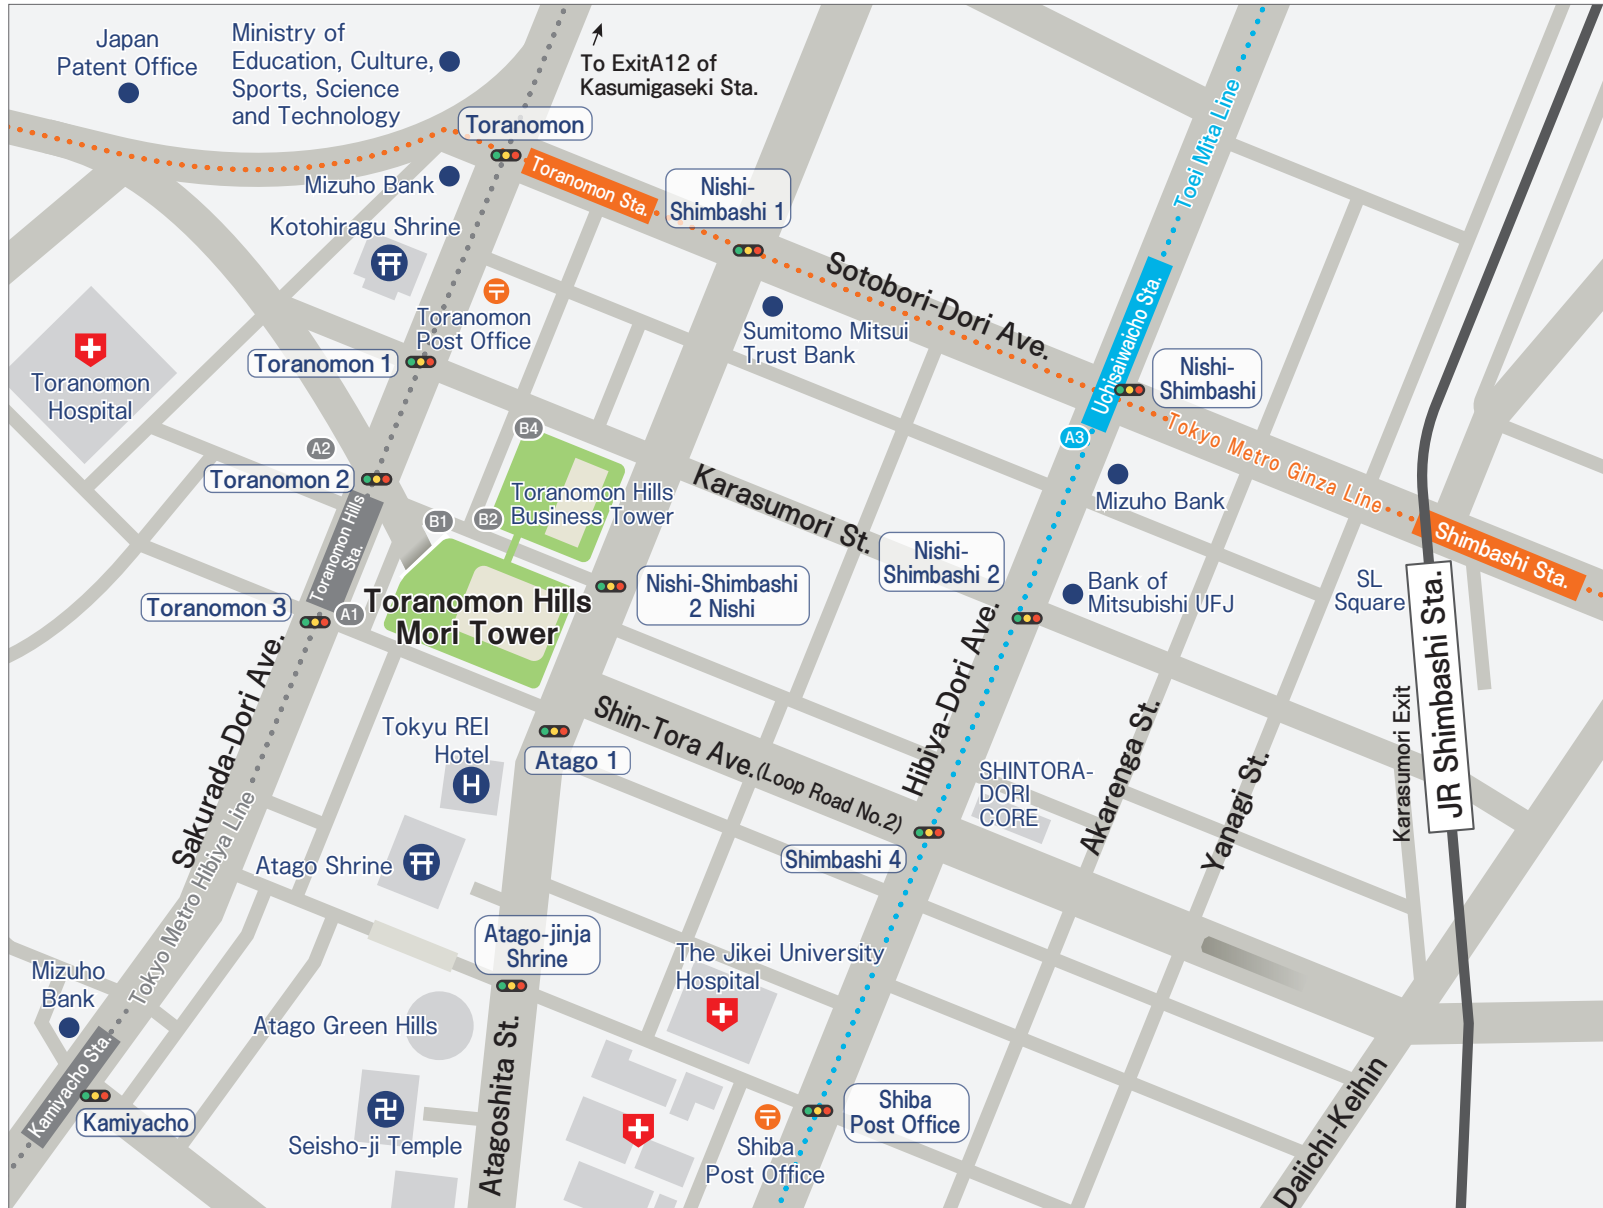 Japan
Patent Office
Ministry of
Education, Culture,
Sports, Science
and Technology
To ExitA12 of
Kasumigaseki Sta.
Toranomon
Toranomon Sta.
Mizuho Bank
Nishi-
Shimbashi 1
Toei Mita Line
Kotohiragu Shrine
Toranomon
Post Office
Sotobori-Dori Ave.
Uchisaiwaicho Sta.
Sumitomo Mitsui
Trust Bank
Toranomon 1
Toranomon
Hospital
Nishi-
Shimbashi
Tokyo Metro Ginza Line
A3
B4
A2
Toranomon 2
Toranomon Hills
Business Tower
B1
B2
Karasumori St.
Mizuho Bank
Shimbashi Sta.
Toranomon Hills
Sta.
Nishi-
Shimbashi 2
Nishi-Shimbashi
2 Nishi
Bank of
Mitsubishi UFJ
SL
Square
JR Shimbashi Sta.
Toranomon 3
A1
Toranomon Hills
Mori Tower
Sakurada-Dori Ave.
Hibiya-Dori Ave.
Karasumori Exit
Tokyu REI
Hotel
H
Atago 1
Shin-Tora Ave.(Loop Road No.2)
SHINTORA-
DORI
CORE
Akarenga St.
Yanagi St.
Tokyo Metro Hibiya Line
Atago Shrine
Shimbashi 4
Atago-jinja
Shrine
The Jikei University
Hospital
Mizuho
Bank
Atago Green Hills
Kamiyacho Sta.
Kamiyacho
Seisho-ji Temple
Atagoshita St.
Shiba
Post Office
Shiba
Post Office
Daiichi-Keihin